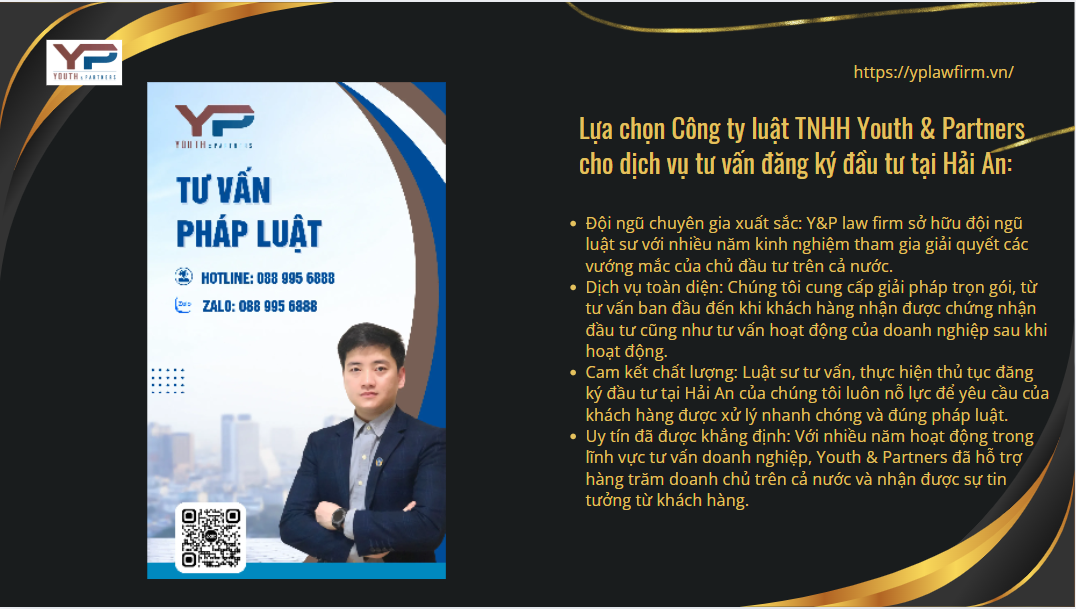 YP
YOUTH & PARTNERS
https://yplawfirm.vn/
YP
YOUTH & PARTNERS
TƯ VẤN
PHÁP LUẬT
HOTLINE: 088 995 6888
Zalo
ZALO: 088 995 6888
Lựa chọn Công ty luật TNHH Youth & Partners
cho dịch vụ tư vấn đăng ký đầu tư tại Hải An:
• Đội ngũ chuyên gia xuất sắc: Y&P law firm sở hữu đội ngũ
luật sư với nhiều năm kinh nghiệm tham gia giải quyết các
vướng mắc của chủ đầu tư trên cả nước.
• Dịch vụ toàn diện: Chúng tôi cung cấp giải pháp trọn gói, từ
tư vấn ban đầu đến khi khách hàng nhận được chứng nhận
đầu tư cũng như tư vấn hoạt động của doanh nghiệp sau khi
hoạt động.
• Cam kết chất lượng: Luật sư tư vấn, thực hiện thủ tục đăng
ký đầu tư tại Hải An của chúng tôi luôn nỗ lực để yêu cầu của
khách hàng được xử lý nhanh chóng và đúng pháp luật.
• Uy tín đã được khẳng định: Với nhiều năm hoạt động trong
lĩnh vực tư vấn doanh nghiệp, Youth & Partners đã hỗ trợ
hàng trăm doanh chủ trên cả nước và nhận được sự tin
tưởng từ khách hàng.